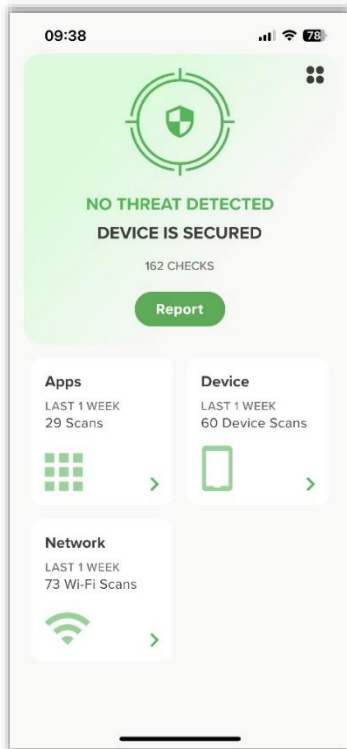 09:38
78
NO THREAT DETECTED
DEVICE IS SECURED
162 CHECKS
Report
Apps
LAST 1 WEEK
29 Scans
Device
LAST 1 WEEK
60 Device Scans
Network
LAST 1 WEEK
73 Wi-Fi Scans